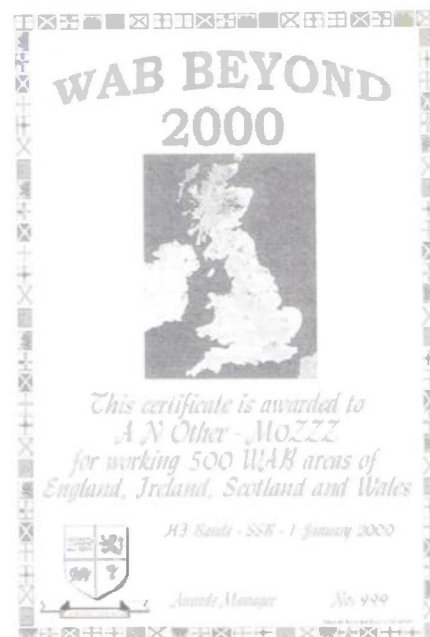 WAB BEYOND
2000
This certificate is awarded to
A N Other - M0ZZZ
for working 500 WAB areas of
England, Ireland, Scotland and Wales
H3 Bands - SSB - 1 January 2000
Awards Manager No: 999